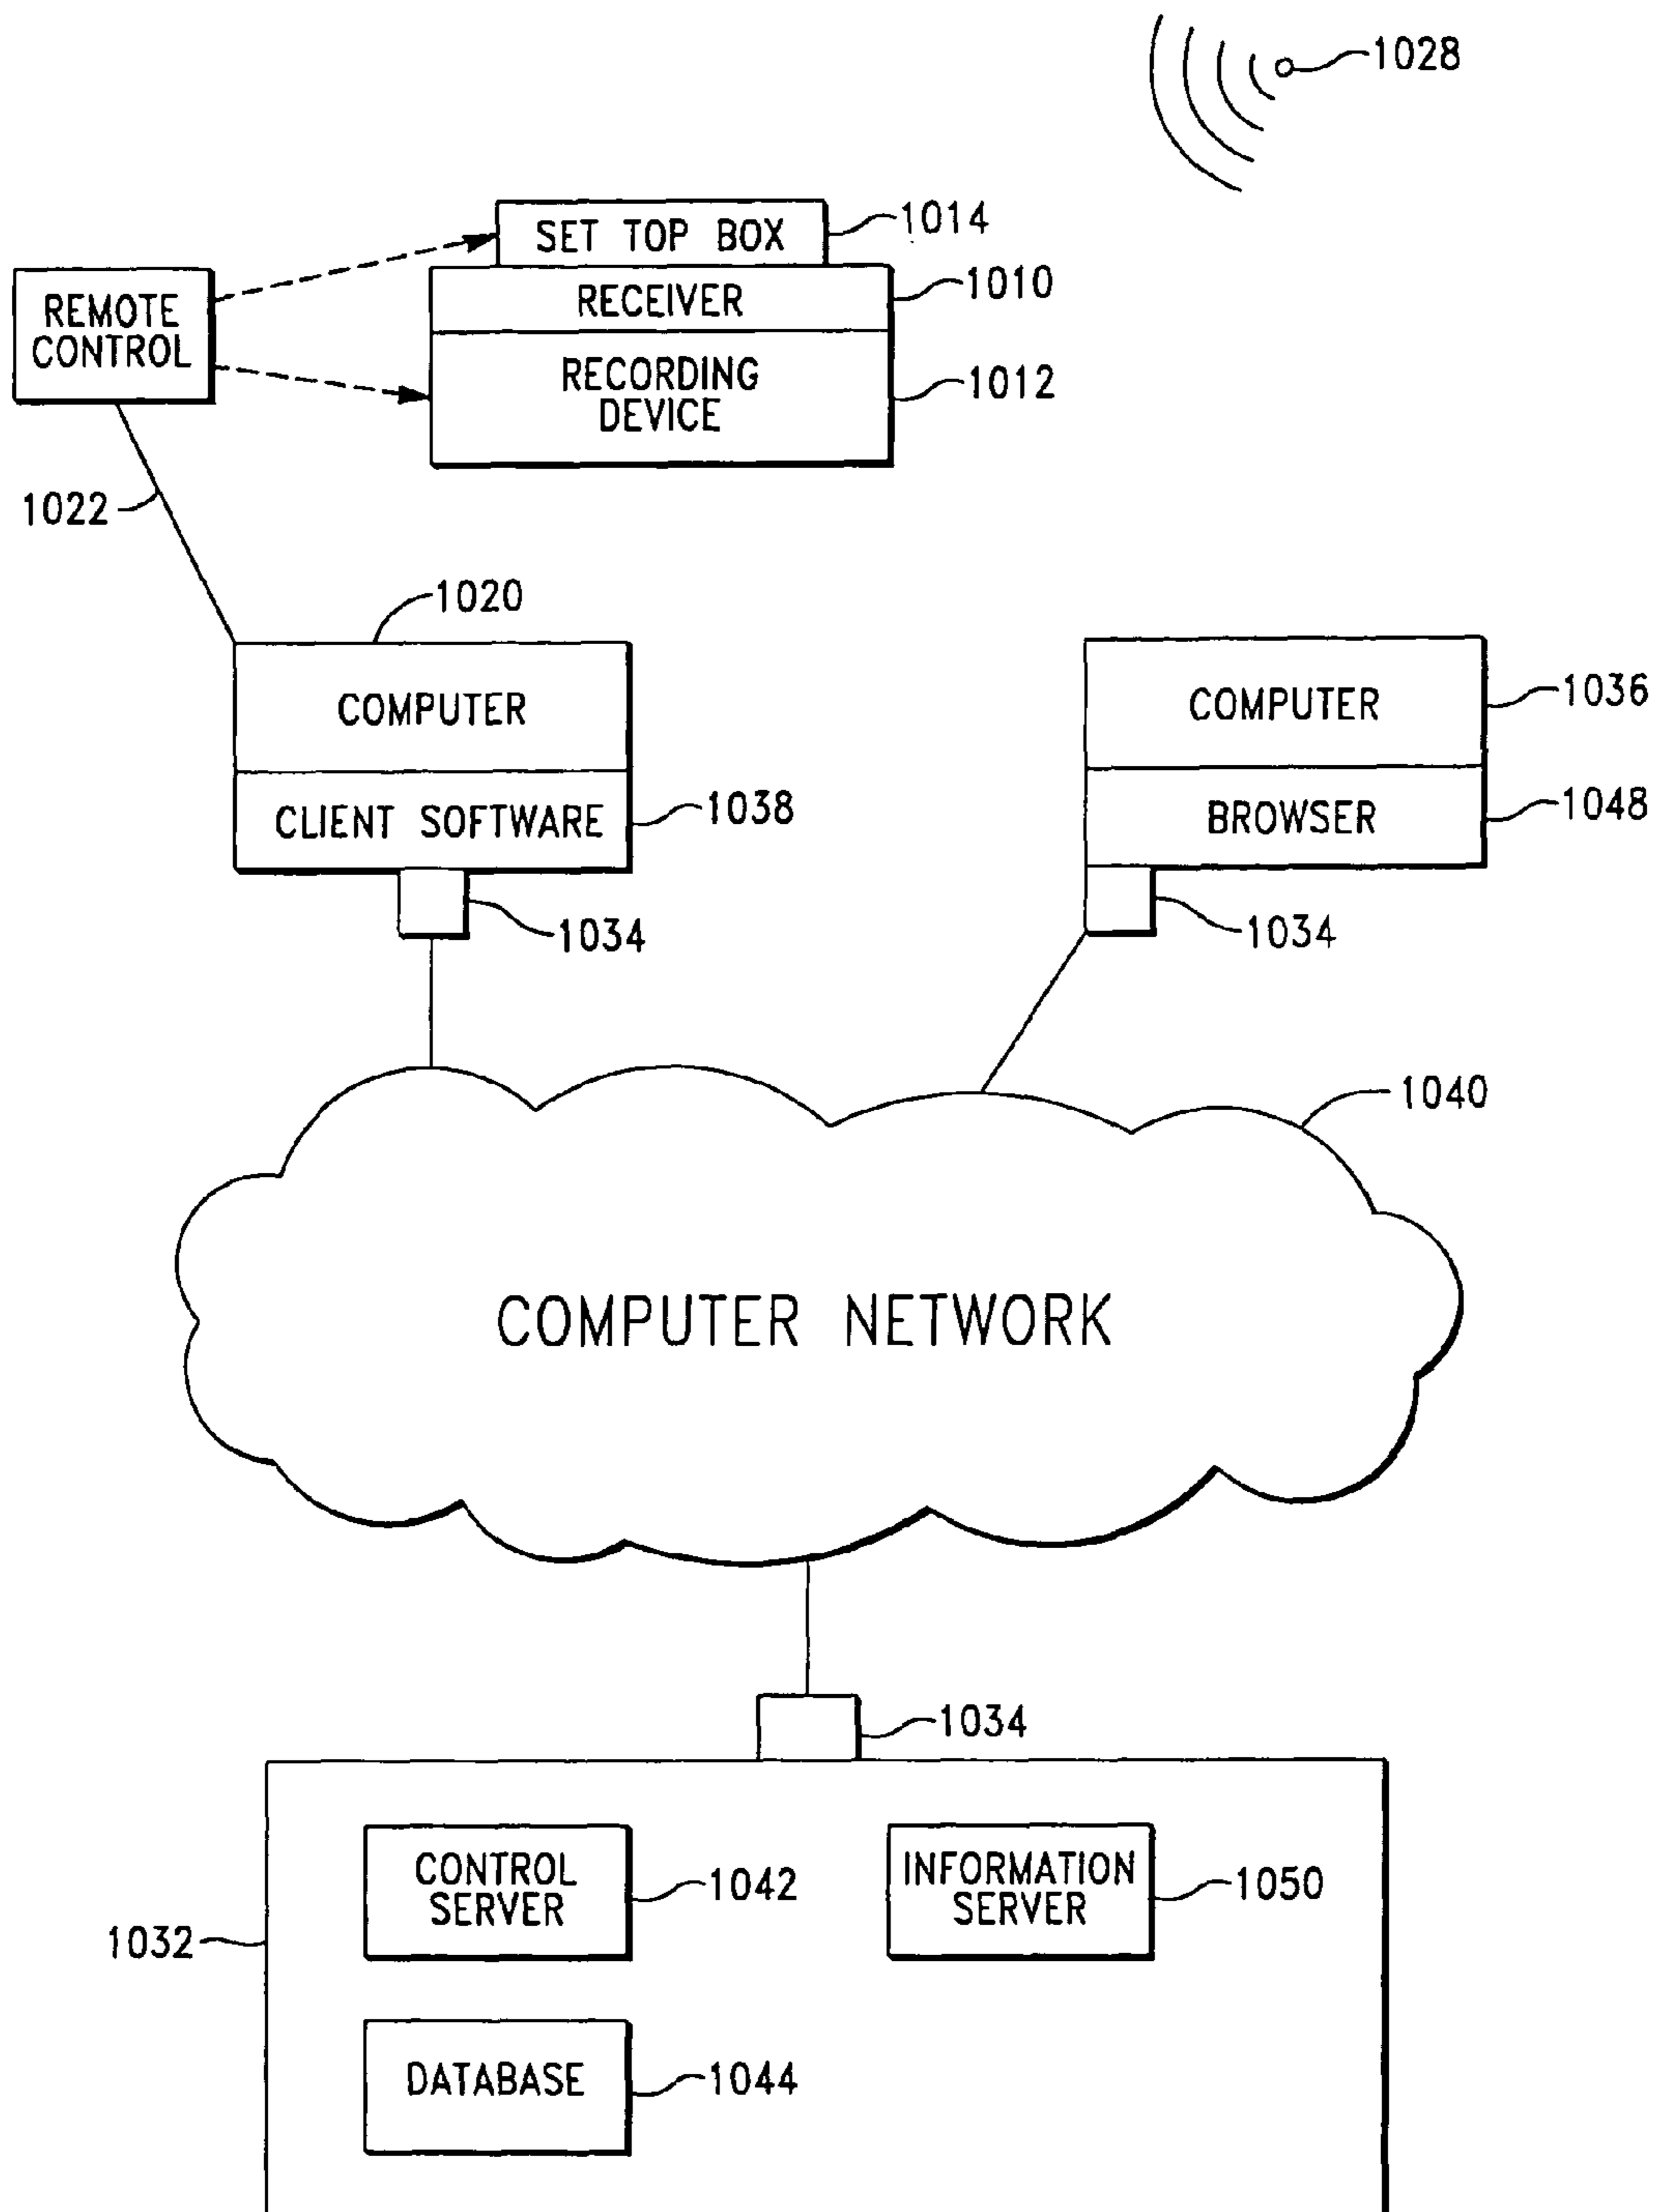 1028
SET TOP BOX
1014
REMOTE
CONTROL
RECEIVER
1010
RECORDING
DEVICE
1012
1022
1020
COMPUTER
1036
COMPUTER
CLIENT SOFTWARE
1038
BROWSER
1048
1034
1034
1040
COMPUTER NETWORK
1034
CONTROL
SERVER
1042
INFORMATION
SERVER
1050
1032
DATABASE
1044